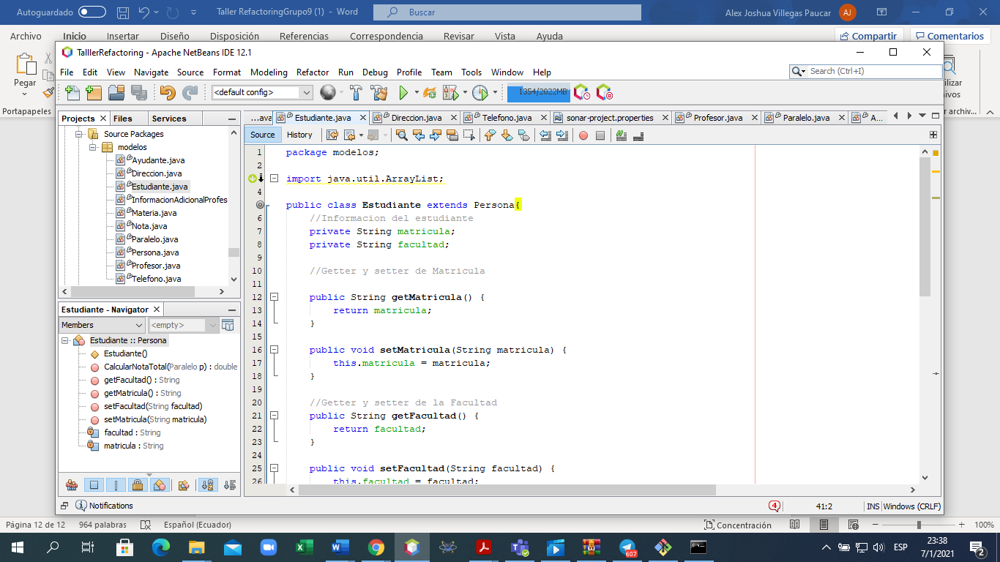 Autoguardado
Taller RefactoringGrupo9 (1) - Word
Buscar
Alex Joshua Villegas Paucar
AJ
Archivo Inicio Insertar Diseño Disposición Referencias Correspondencia Revisar Vista Ayuda
Compartir
Comentarios
Pegar
Portapapeles
TalllerRefactoring - Apache NetBeans IDE 12.1
File Edit View Navigate Source Format Modeling Refactor Run Debug Profile Team Tools Window Help
Search (Ctrl+I)
<default config>
1354/2022MB
Projects Files Services
...ava Estudiante.java Direccion.java Telefono.java sonar-project.properties Profesor.java Paralelo.java A...
Source History
Source Packages
modelos
Ayudante.java
Direccion.java
Estudiante.java
InformacionAdicionalProfes
Materia.java
Nota.java
Paralelo.java
Persona.java
Profesor.java
Telefono.java
Estudiante - Navigator
Members
<empty>
Estudiante :: Persona
Estudiante()
CalcularNotaTotal(Paralelo p) : double
getFacultad() : String
getMatricula() : String
setFacultad(String facultad)
setMatricula(String matricula)
facultad : String
matricula : String
1 package modelos;
2
import java.util.ArrayList;
4
public class Estudiante extends Persona{
6 //Informacion del estudiante
7 private String matricula;
8 private String facultad;
9
10 //Getter y setter de Matricula
11
12 public String getMatricula() {
13 return matricula;
14 }
15
16 public void setMatricula(String matricula) {
17 this.matricula = matricula;
18 }
19
20 //Getter y setter de la Facultad
21 public String getFacultad() {
22 return facultad;
23 }
24
25 public void setFacultad(String facultad) {
26 this.facultad = facultad;
Notifications
4
41:2
INS
Windows (CRLF)
Página 12 de 12
964 palabras
Español (Ecuador)
Concentración
100%
607
ESP
23:38
7/1/2021
2